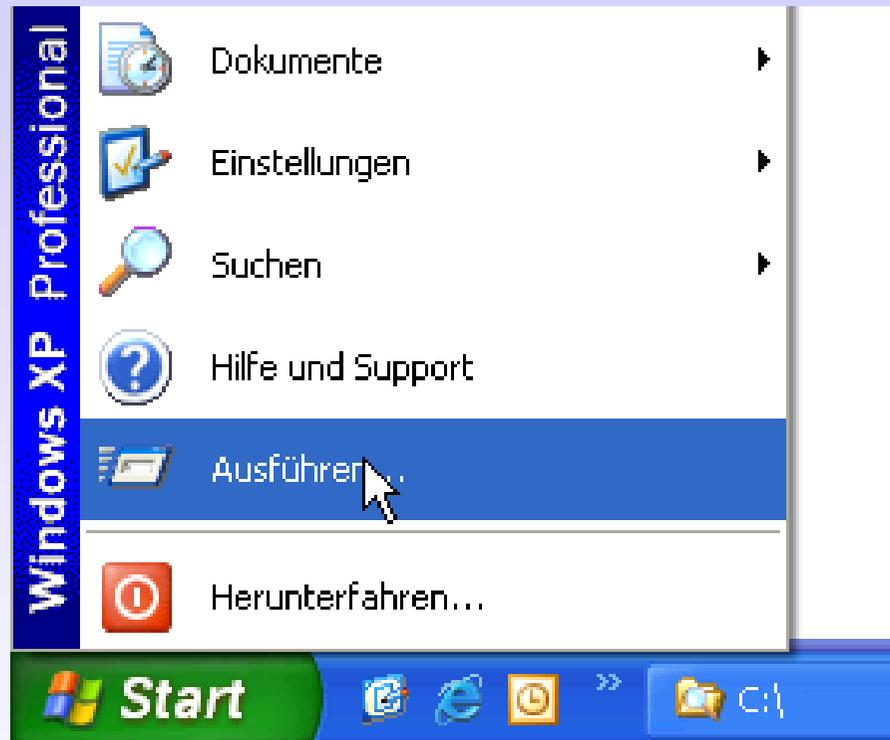 Windows XP Professional
Dokumente
Einstellungen
Suchen
Hilfe und Support
Ausführen...
Herunterfahren...
Start
C:\